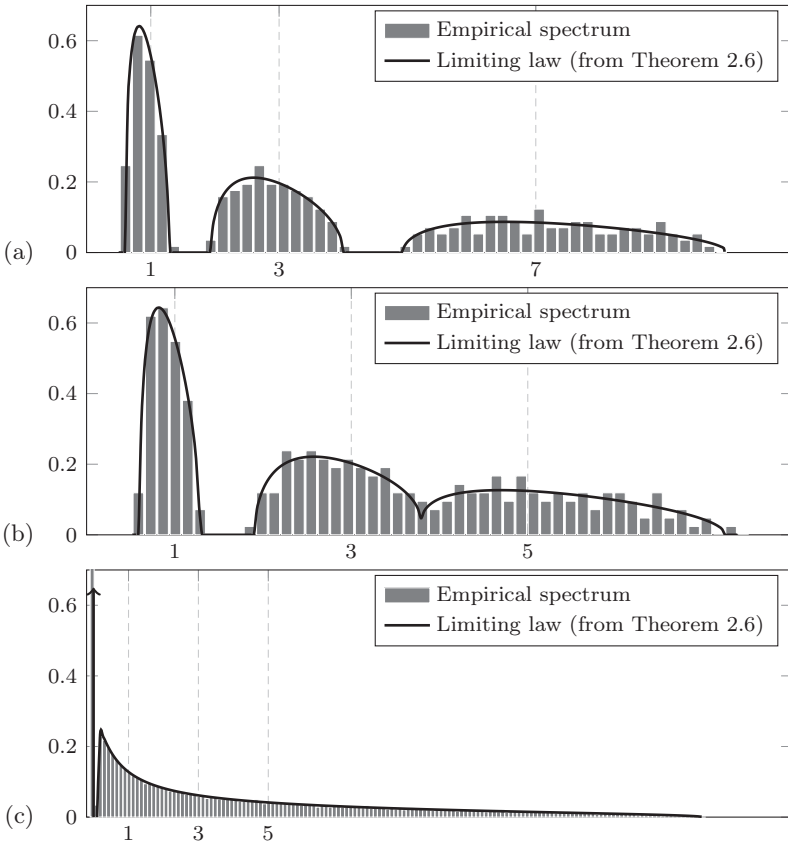 0.6
0.4
0.2
0
Empirical spectrum
Limiting law (from Theorem 2.6)
(a)
1 3 7
0.6
0.4
0.2
0
Empirical spectrum
Limiting law (from Theorem 2.6)
(b)
1 3 5
0.6
0.4
0.2
0
Empirical spectrum
Limiting law (from Theorem 2.6)
(c)
1 3 5